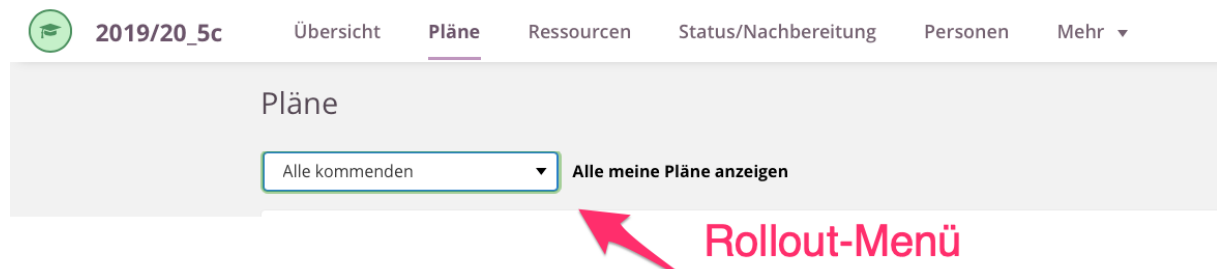 2019/20_5c Übersicht Pläne Ressourcen Status/Nachbereitung Personen Mehr
Pläne
Alle kommenden Alle meine Pläne anzeigen
Rollout-Menü